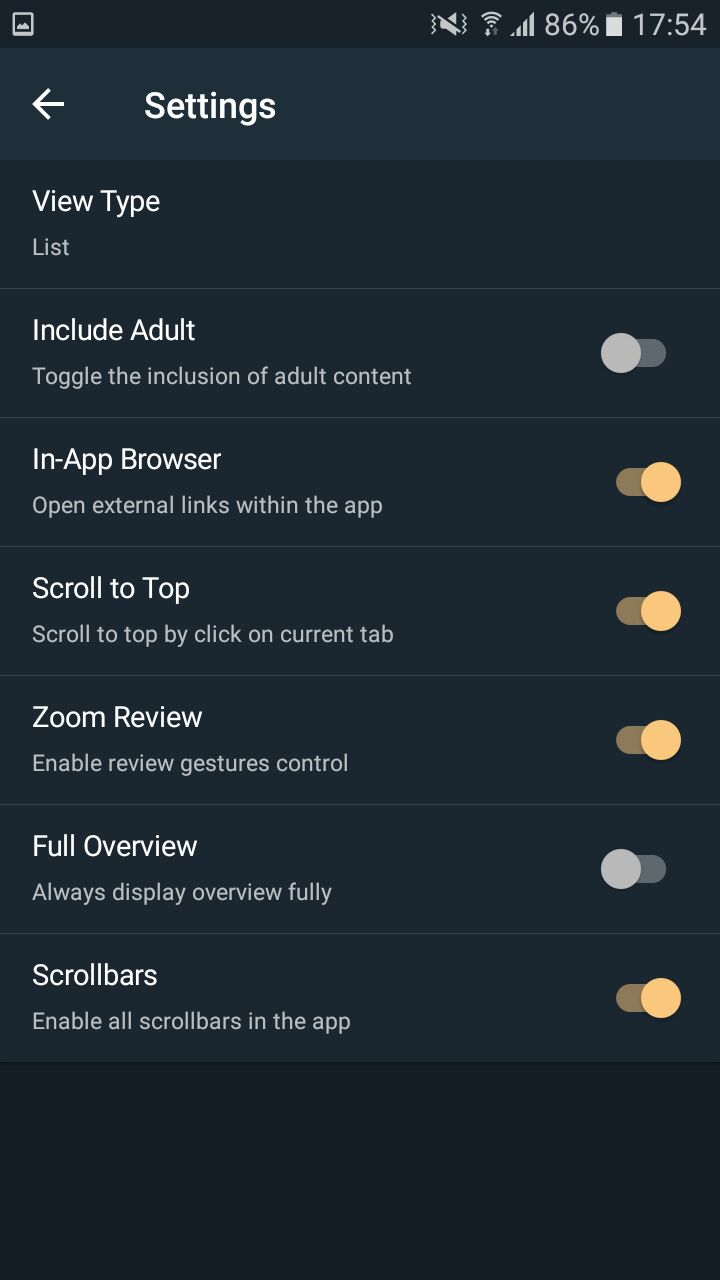 86% 17:54
Settings
View Type
List
Include Adult
Toggle the inclusion of adult content
In-App Browser
Open external links within the app
Scroll to Top
Scroll to top by click on current tab
Zoom Review
Enable review gestures control
Full Overview
Always display overview fully
Scrollbars
Enable all scrollbars in the app